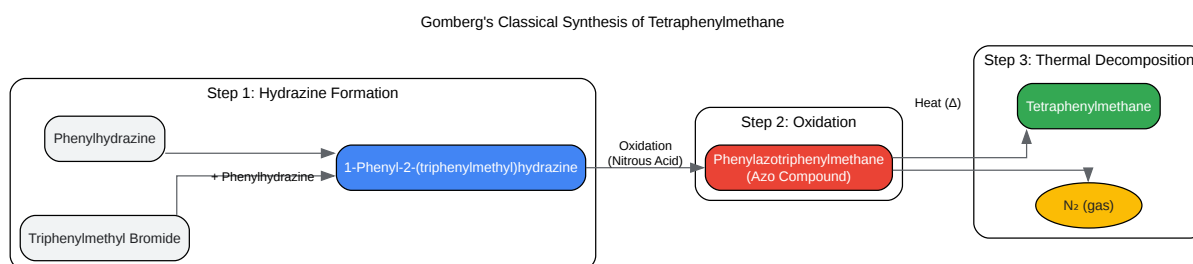 Gomberg's Classical Synthesis of Tetraphenylmethane
Step 1: Hydrazine Formation
Phenylhydrazine
+ Phenylhydrazine
Triphenylmethyl Bromide
1-Phenyl-2-(triphenylmethyl)hydrazine
Oxidation
(Nitrous Acid)
Step 2: Oxidation
Phenylazotriphenylmethane
(Azo Compound)
Heat (Δ)
Step 3: Thermal Decomposition
Tetraphenylmethane
N₂ (gas)